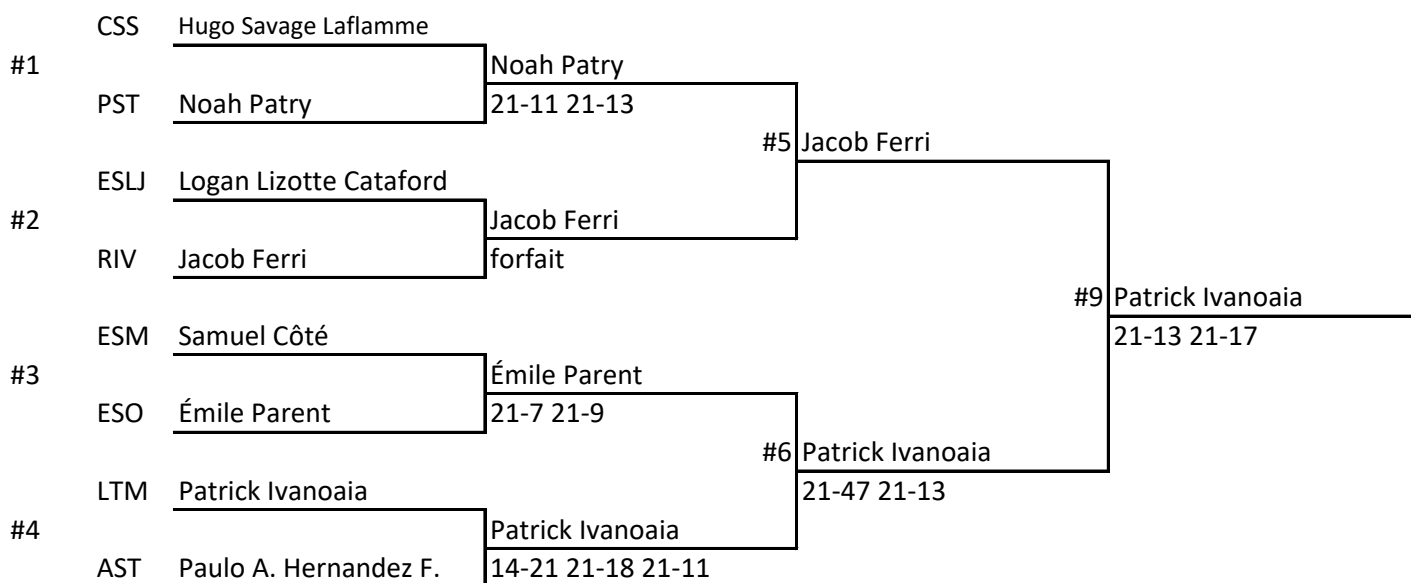 CSS Hugo Savage Laflamme
#1 Noah Patry
PST Noah Patry 21-11 21-13
#5 Jacob Ferri
ESLJ Logan Lizotte Cataford
#2 Jacob Ferri
RIV Jacob Ferri forfait
#9 Patrick Ivanoaia
ESM Samuel Côté 21-13 21-17
#3 Émile Parent
ESO Émile Parent 21-7 21-9
#6 Patrick Ivanoaia
LTM Patrick Ivanoaia 21-47 21-13
#4 Patrick Ivanoaia
AST Paulo A. Hernandez F. 14-21 21-18 21-11